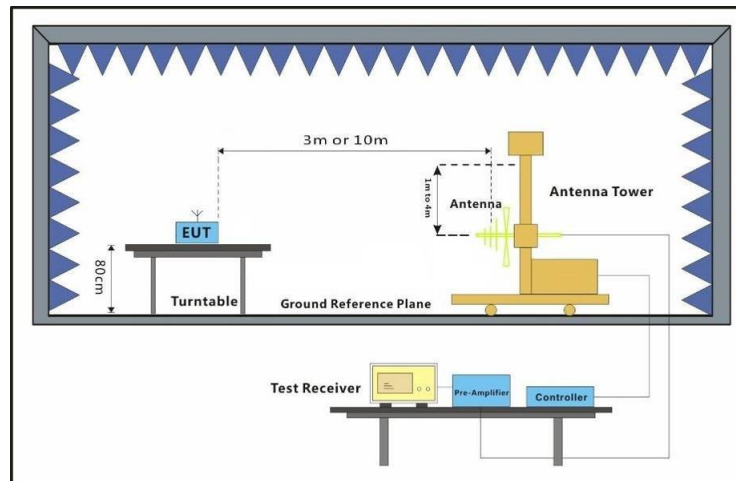 3m or 10m
1m to 4m
Antenna
Antenna Tower
EUT
80cm
Turntable
Ground Reference Plane
Test Receiver
Pre-Amplifier
Controller